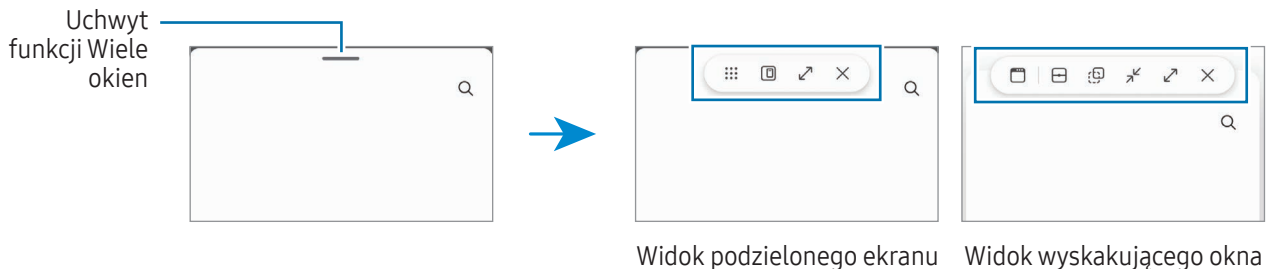 Uchwyt
funkcji Wiele
okien
Widok podzielonego ekranu
Widok wyskakującego okna